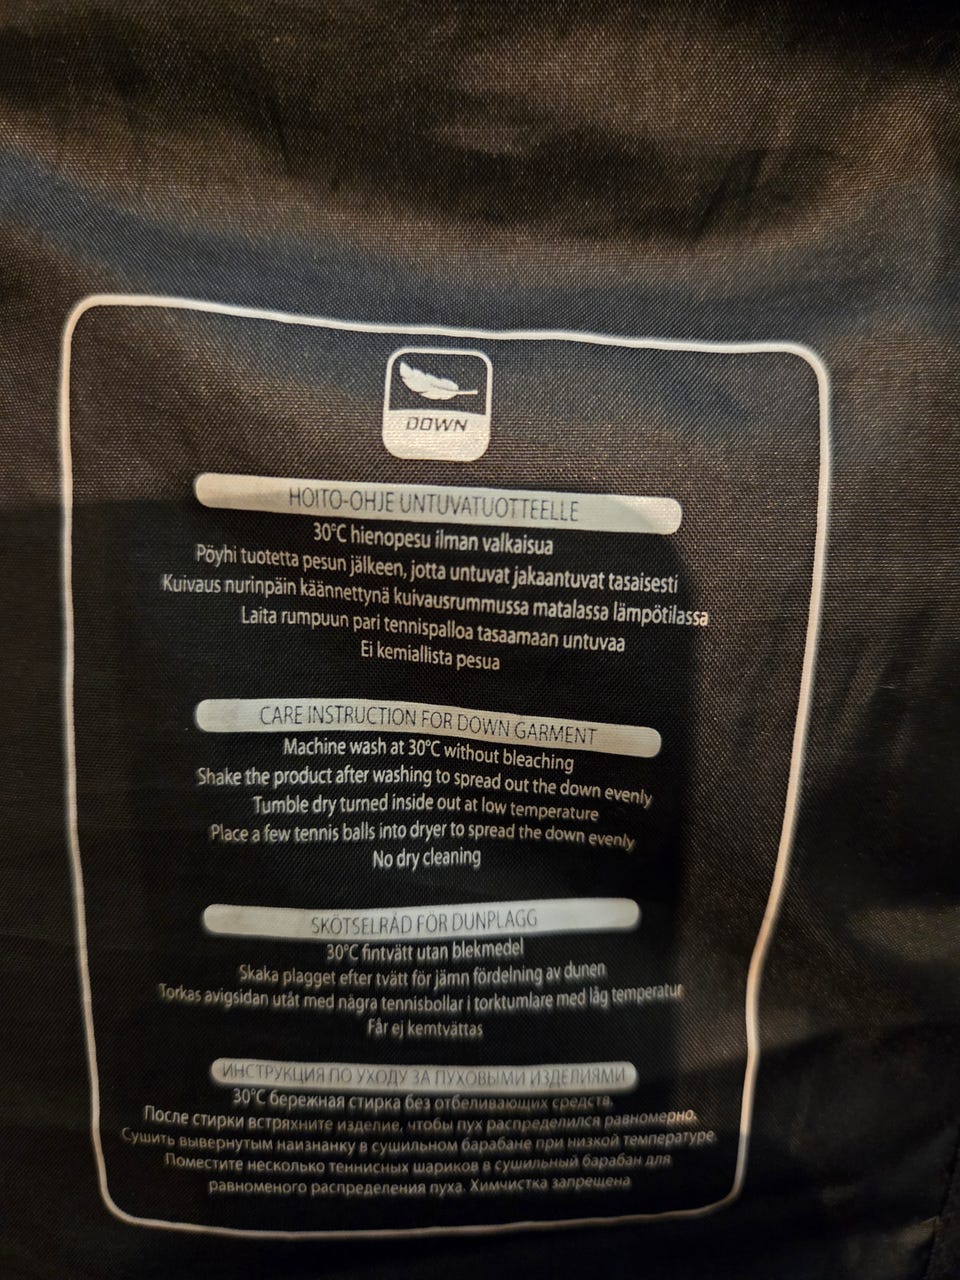 DOWN
HOITO-OHJE UNTUVATUOTTEELLE
30°C hienopesu ilman valkaisua
Pöyhi tuotetta pesun jälkeen, jotta untuvat jakaantuvat tasaisesti
Kuivaus nurinpäin käännettynä kuivausrummussa matalassa lämpötilassa
Laita rumpuun pari tennispalloa tasaamaan untuvaa
Ei kemiallista pesua
CARE INSTRUCTION FOR DOWN GARMENT
Machine wash at 30°C without bleaching
Shake the product after washing to spread out the down evenly
Tumble dry turned inside out at low temperature
Place a few tennis balls into dryer to spread the down evenly
No dry cleaning
SKÖTSELRÅD FÖR DUNPLAGG
30°C fintvätt utan blekmedel
Skaka plagget efter tvätt för jämn fördelning av dunen
Torkas avigsidan utåt med några tennisbollar i torktumlare med låg temperatur
Får ej kemtvättas
ИНСТРУКЦИЯ ПО УХОДУ ЗА ПУХОВЫМИ ИЗДЕЛИЯМИ
30°C бережная стирка без отбеливающих средств.
После стирки встряхните изделие, чтобы пух распределился равномерно.
Сушить вывернутым наизнанку в сушильном барабане при низкой температуре.
Поместите несколько теннисных шариков в сушильный барабан для
равноменого распределения пуха. Химчистка запрещена